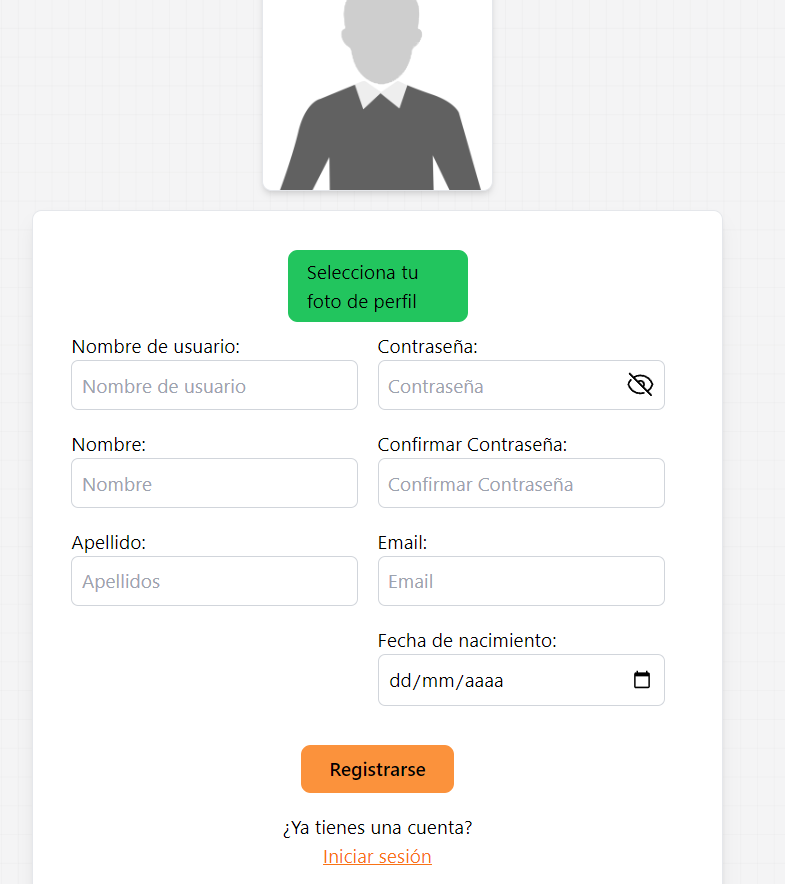 Selecciona tu
foto de perfil
Nombre de usuario:
Nombre de usuario
Contraseña:
Contraseña
Nombre:
Nombre
Confirmar Contraseña:
Confirmar Contraseña
Apellido:
Apellidos
Email:
Email
Fecha de nacimiento:
dd/mm/aaaa
Registrarse
¿Ya tienes una cuenta?
Iniciar sesión